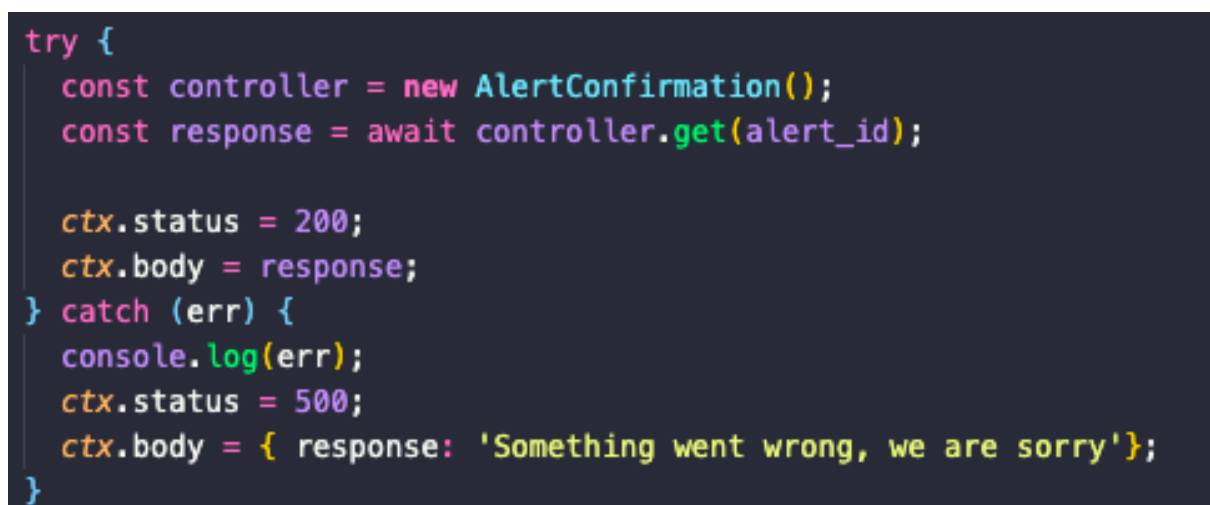 try {
  const controller = new AlertConfirmation();
  const response = await controller.get(alert_id);

  ctx.status = 200;
  ctx.body = response;
} catch (err) {
  console.log(err);
  ctx.status = 500;
  ctx.body = { response: 'Something went wrong, we are sorry'};
}